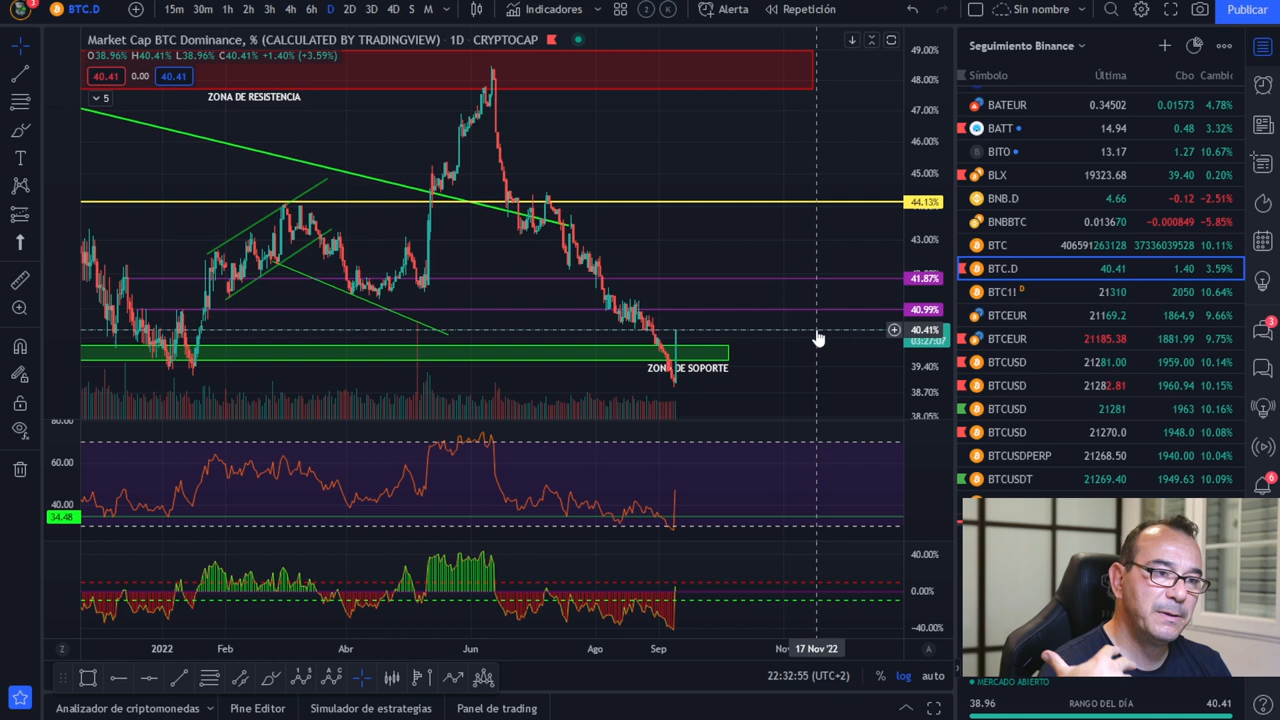 3
BTC.D
15m 30m 1h 2h 3h 6h D 2D 3D 4D S M
Indicadores
2
Alerta
Repetición
Sin nombre
Publicar
Market Cap BTC Dominance, % (CALCULATED BY TRADINGVIEW) · 1D · CRYPTOCAP
O38.96% H40.41% L38.96% C40.41% +1.40% (+3.59%)
40.41 0.00 40.41
5
ZONA DE RESISTENCIA
ZONA DE SOPORTE
49.00%
48.00%
47.00%
46.00%
45.00%
44.13%
43.00%
41.87%
40.99%
40.41%
03:27:07
39.40%
38.70%
38.05%
80.00
60.00
40.00
34.48
40.00%
0.00%
−40.00%
Z
2022
Feb
Abr
Jun
Ago
Sep
17 Nov '22
A
22:32:55 (UTC+2)
%
log
auto
Analizador de criptomonedas
Pine Editor
Simulador de estrategias
Panel de trading
Seguimiento Binance
Símbolo Última Cbo Cambic
BATEUR 0.34502 0.01573 4.78%
BATT 14.94 0.48 3.32%
BITO 13.17 1.27 10.67%
BLX 19323.68 39.40 0.20%
BNB.D 4.66 −0.12 −2.51%
BNBBTC 0.013670 −0.000849 −5.85%
BTC 406591263128 37336039528 10.11%
BTC.D 40.41 1.40 3.59%
BTC1! D 21310 2050 10.64%
BTCEUR 21169.2 1864.9 9.66%
BTCEUR 21185.38 1881.99 9.75%
BTCUSD 21281.00 1959.00 10.14%
BTCUSD 21282.81 1960.94 10.15%
BTCUSD 21281 1963 10.16%
BTCUSD 21270.0 1948.0 10.08%
BTCUSDPERP 21268.50 1940.00 10.04%
BTCUSDT 21269.40 1949.63 10.09%
3
6
MERCADO ABIERTO
38.96 RANGO DEL DÍA 40.41